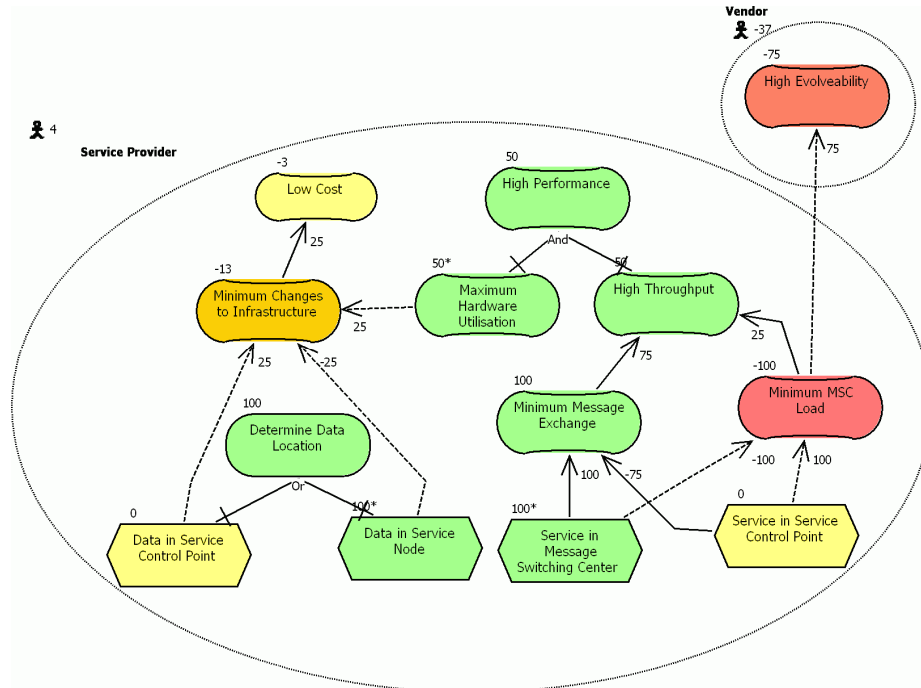 Vendor
-37
-75
High Evolveability
4
Service Provider
75
-3
Low Cost
50
High Performance
25
And
-13
Minimum Changes
to Infrastructure
50*
Maximum
Hardware
Utilisation
50
High Throughput
25
25
25
-25
75
-100
Minimum MSC
Load
100
Determine Data
Location
100
Minimum Message
Exchange
Or
100
-75
-100
100
0
Data in Service
Control Point
100*
Data in Service
Node
100*
Service in
Message
Switching Center
0
Service in Service
Control Point